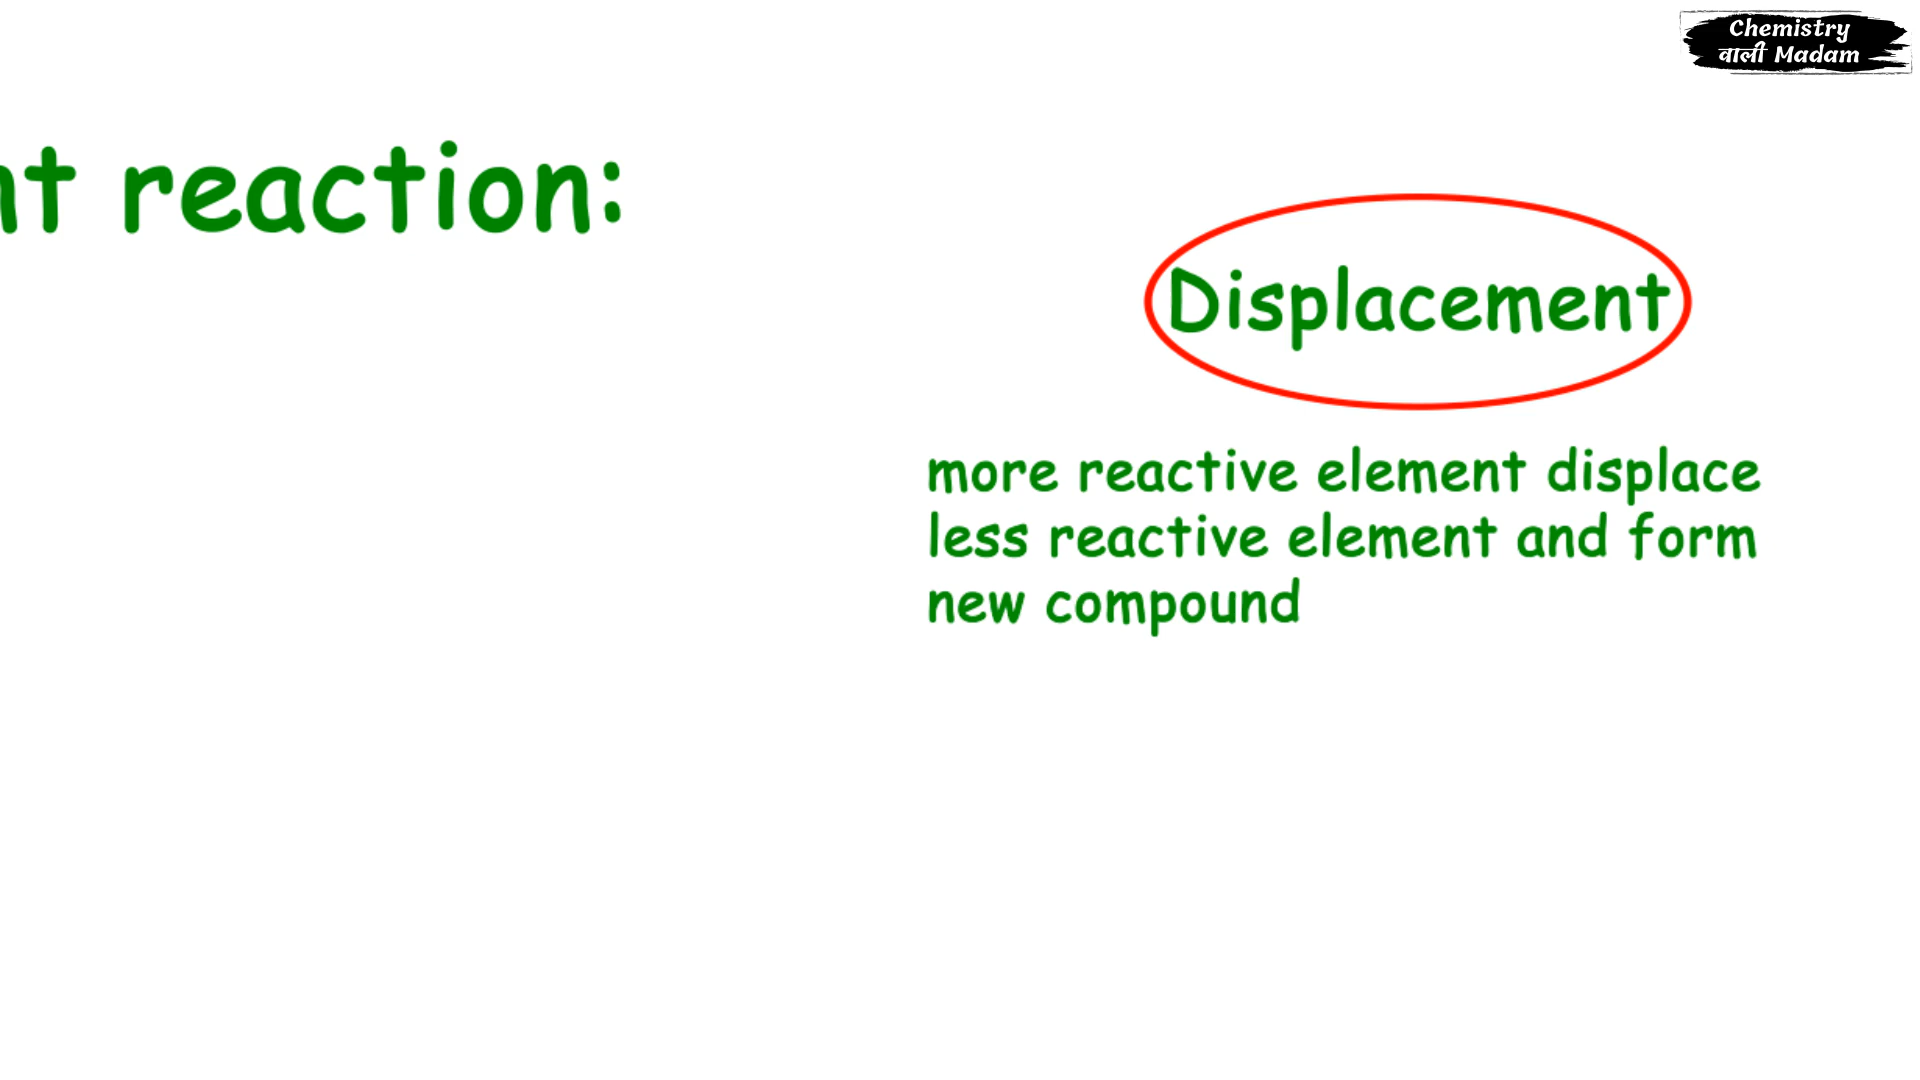 Chemistry
वाली Madam
nt reaction:
Displacement
more reactive element displace
less reactive element and form
new compound